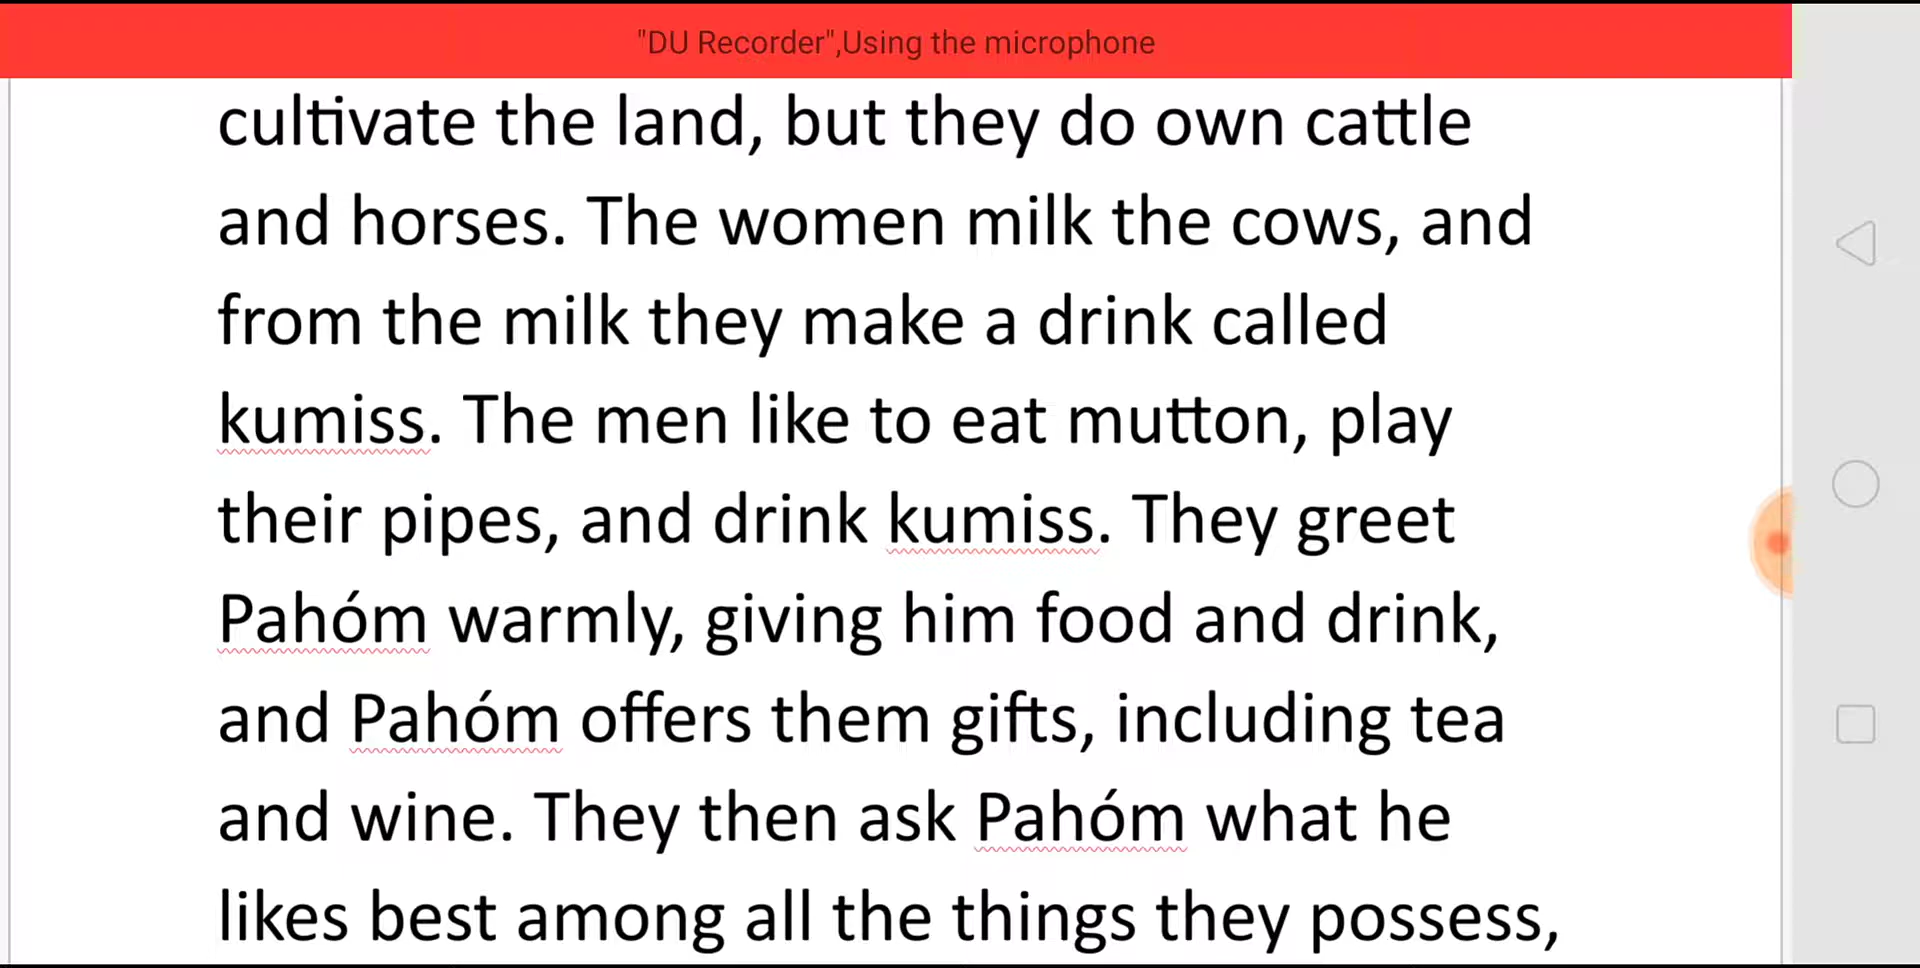 "DU Recorder",Using the microphone
cultivate the land, but they do own cattle
and horses. The women milk the cows, and
from the milk they make a drink called
kumiss. The men like to eat mutton, play
their pipes, and drink kumiss. They greet
Pahóm warmly, giving him food and drink,
and Pahóm offers them gifts, including tea
and wine. They then ask Pahóm what he
likes best among all the things they possess,